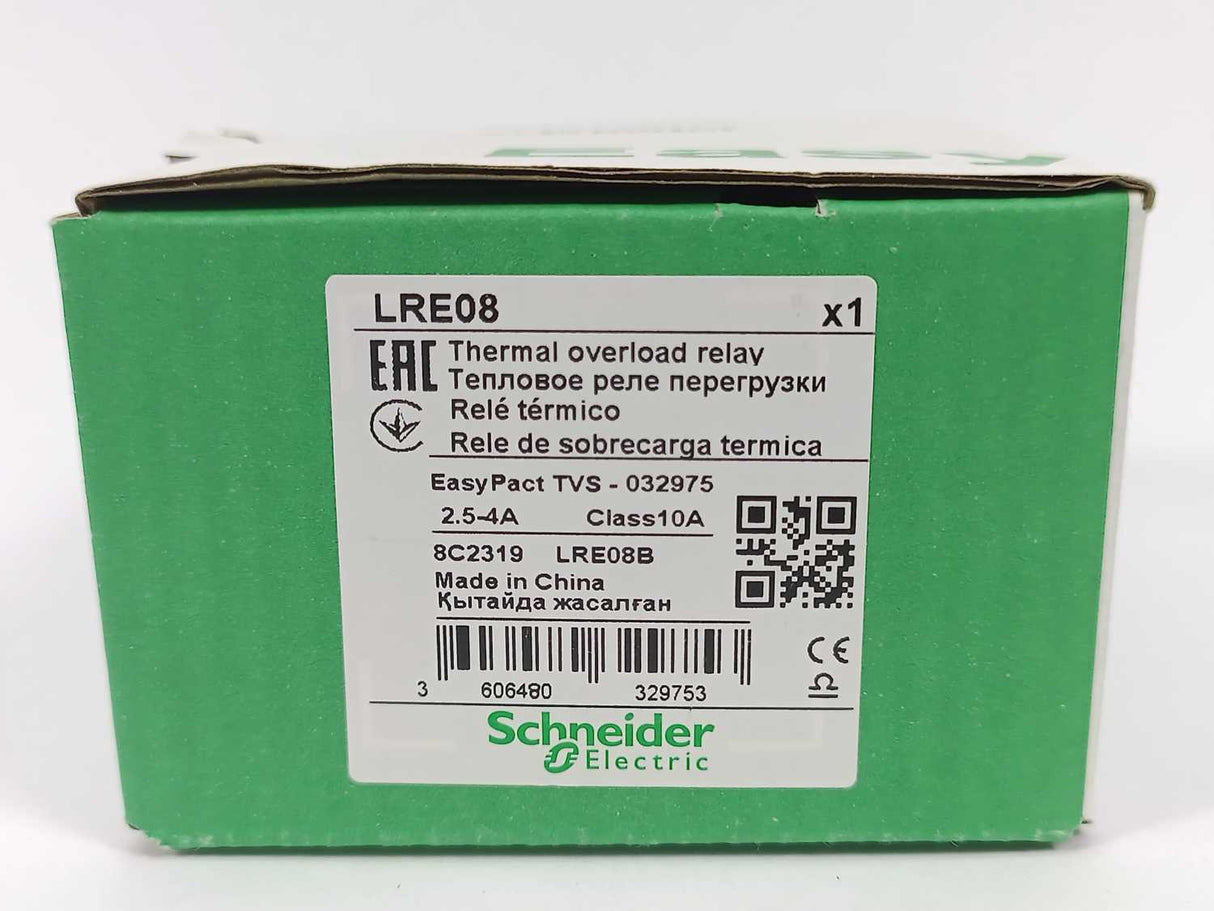 Easy
LRE08 x1
EAC Thermal overload relay
Тепловое реле перегрузки
Relé térmico
Rele de sobrecarga termica
EasyPact TVS - 032975
2.5-4A Class10A
8C2319 LRE08B
Made in China
Қытайда жасалған
3 606480 329753
CE
Schneider
Electric